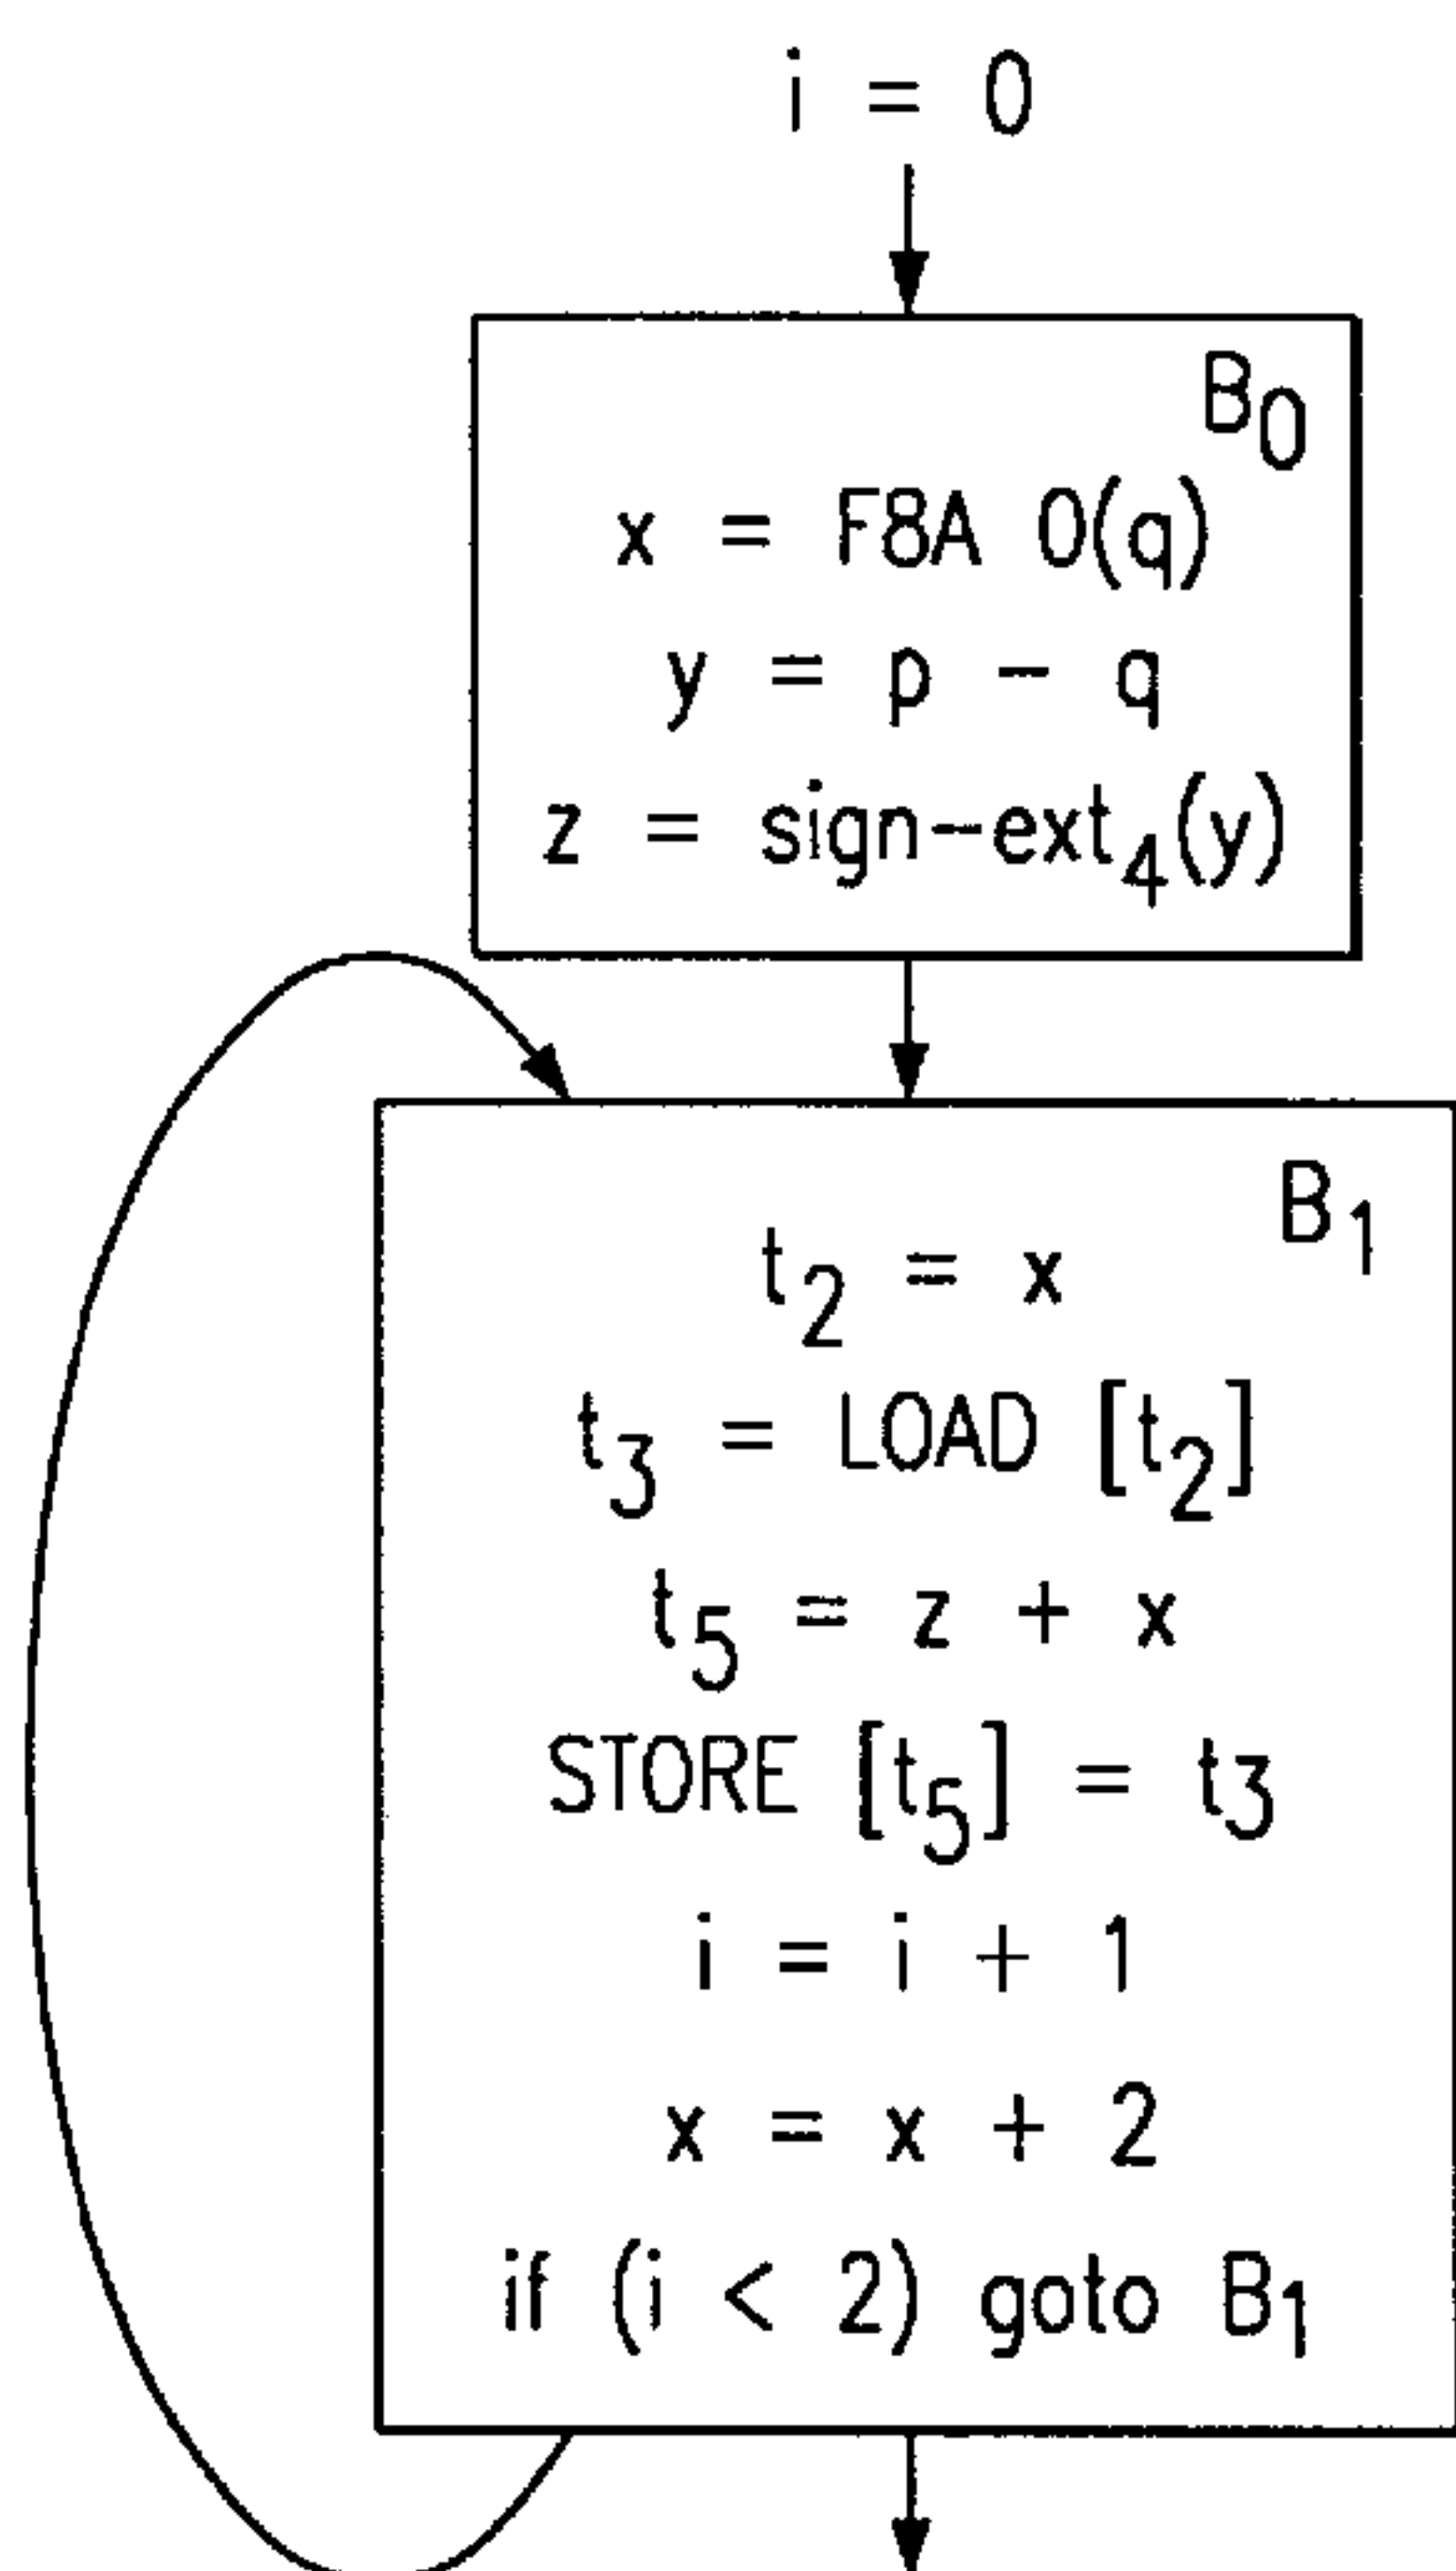 i = 0
B0
x = F8A 0(q)
y = p - q
z = sign-ext4(y)
B1
t2 = x
t3 = LOAD [t2]
t5 = z + x
STORE [t5] = t3
i = i + 1
x = x + 2
if (i < 2) goto B1